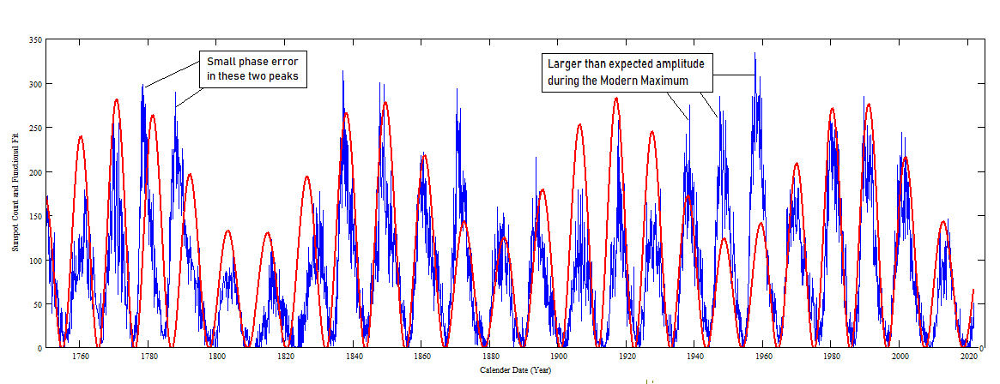 350
300
250
200
150
100
50
0
Sunspot Count and Functional Fit
Small phase error
in these two peaks
Larger than expected amplitude
during the Modern Maximum
1760 1780 1800 1820 1840 1860 1880 1900 1920 1940 1960 1980 2000 2020 0
Calender Date (Year)